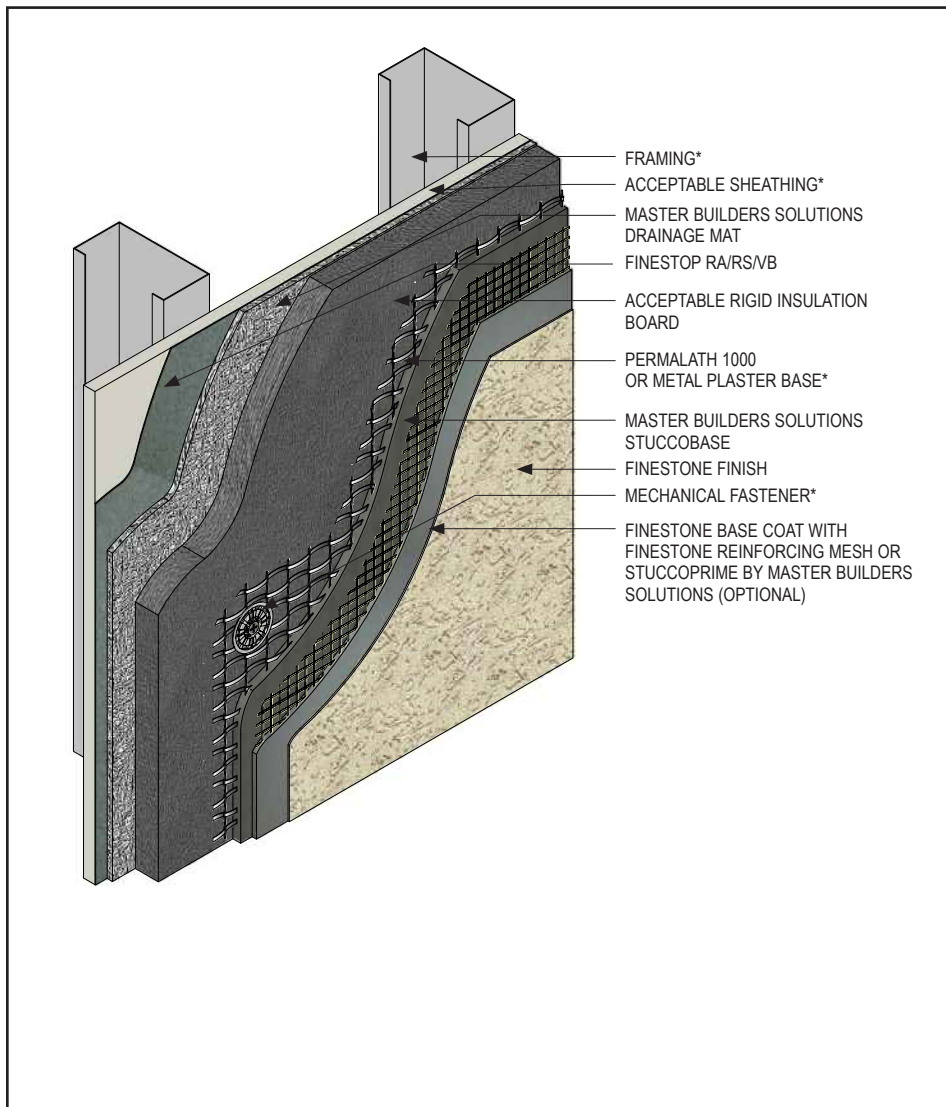 FRAMING*
ACCEPTABLE SHEATHING*
MASTER BUILDERS SOLUTIONS
DRAINAGE MAT
FINESTOP RA/RS/VB
ACCEPTABLE RIGID INSULATION
BOARD
PERMALATH 1000
OR METAL PLASTER BASE*
MASTER BUILDERS SOLUTIONS
STUCCOBASE
FINESTONE FINISH
MECHANICAL FASTENER*
FINESTONE BASE COAT WITH
FINESTONE REINFORCING MESH OR
STUCCOPRIME BY MASTER BUILDERS
SOLUTIONS (OPTIONAL)